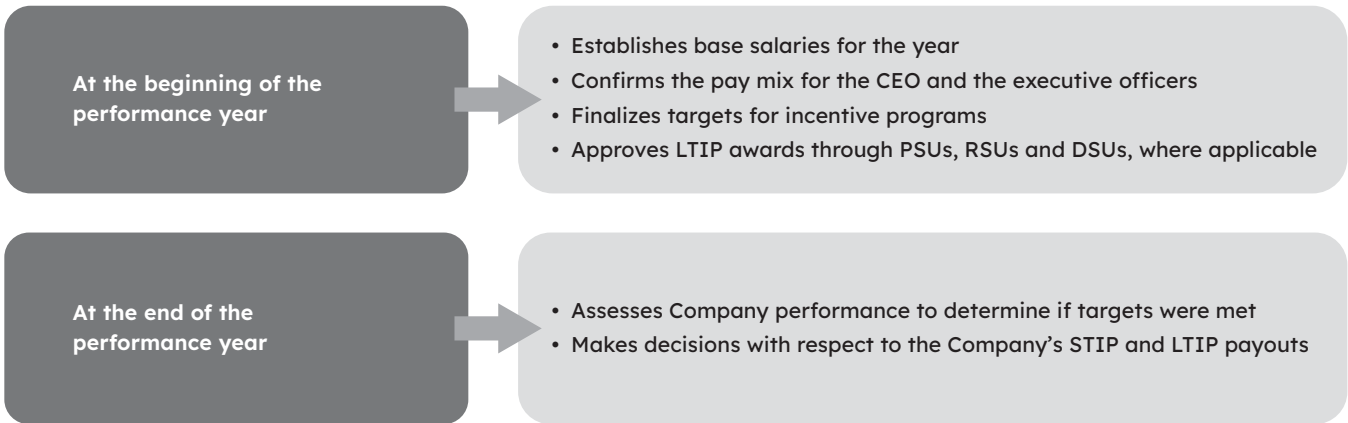 At the beginning of the
performance year
• Establishes base salaries for the year
• Confirms the pay mix for the CEO and the executive officers
• Finalizes targets for incentive programs
• Approves LTIP awards through PSUs, RSUs and DSUs, where applicable
At the end of the
performance year
• Assesses Company performance to determine if targets were met
• Makes decisions with respect to the Company’s STIP and LTIP payouts